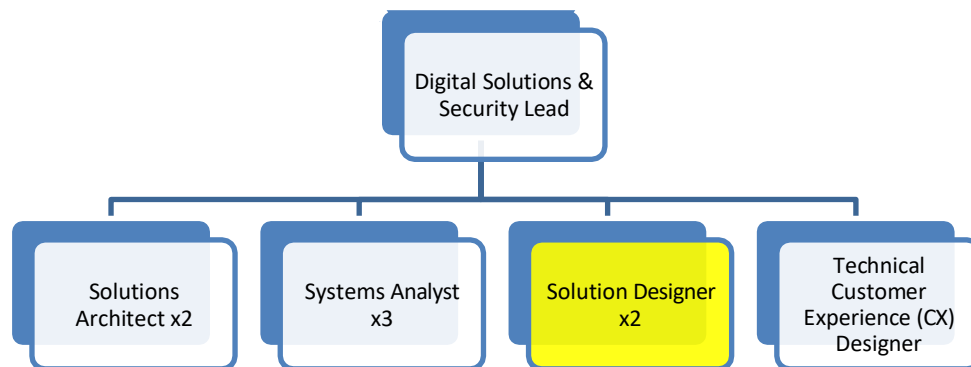 Digital Solutions &
Security Lead
Solutions
Architect x2
Systems Analyst
x3
Solution Designer
x2
Technical
Customer
Experience (CX)
Designer